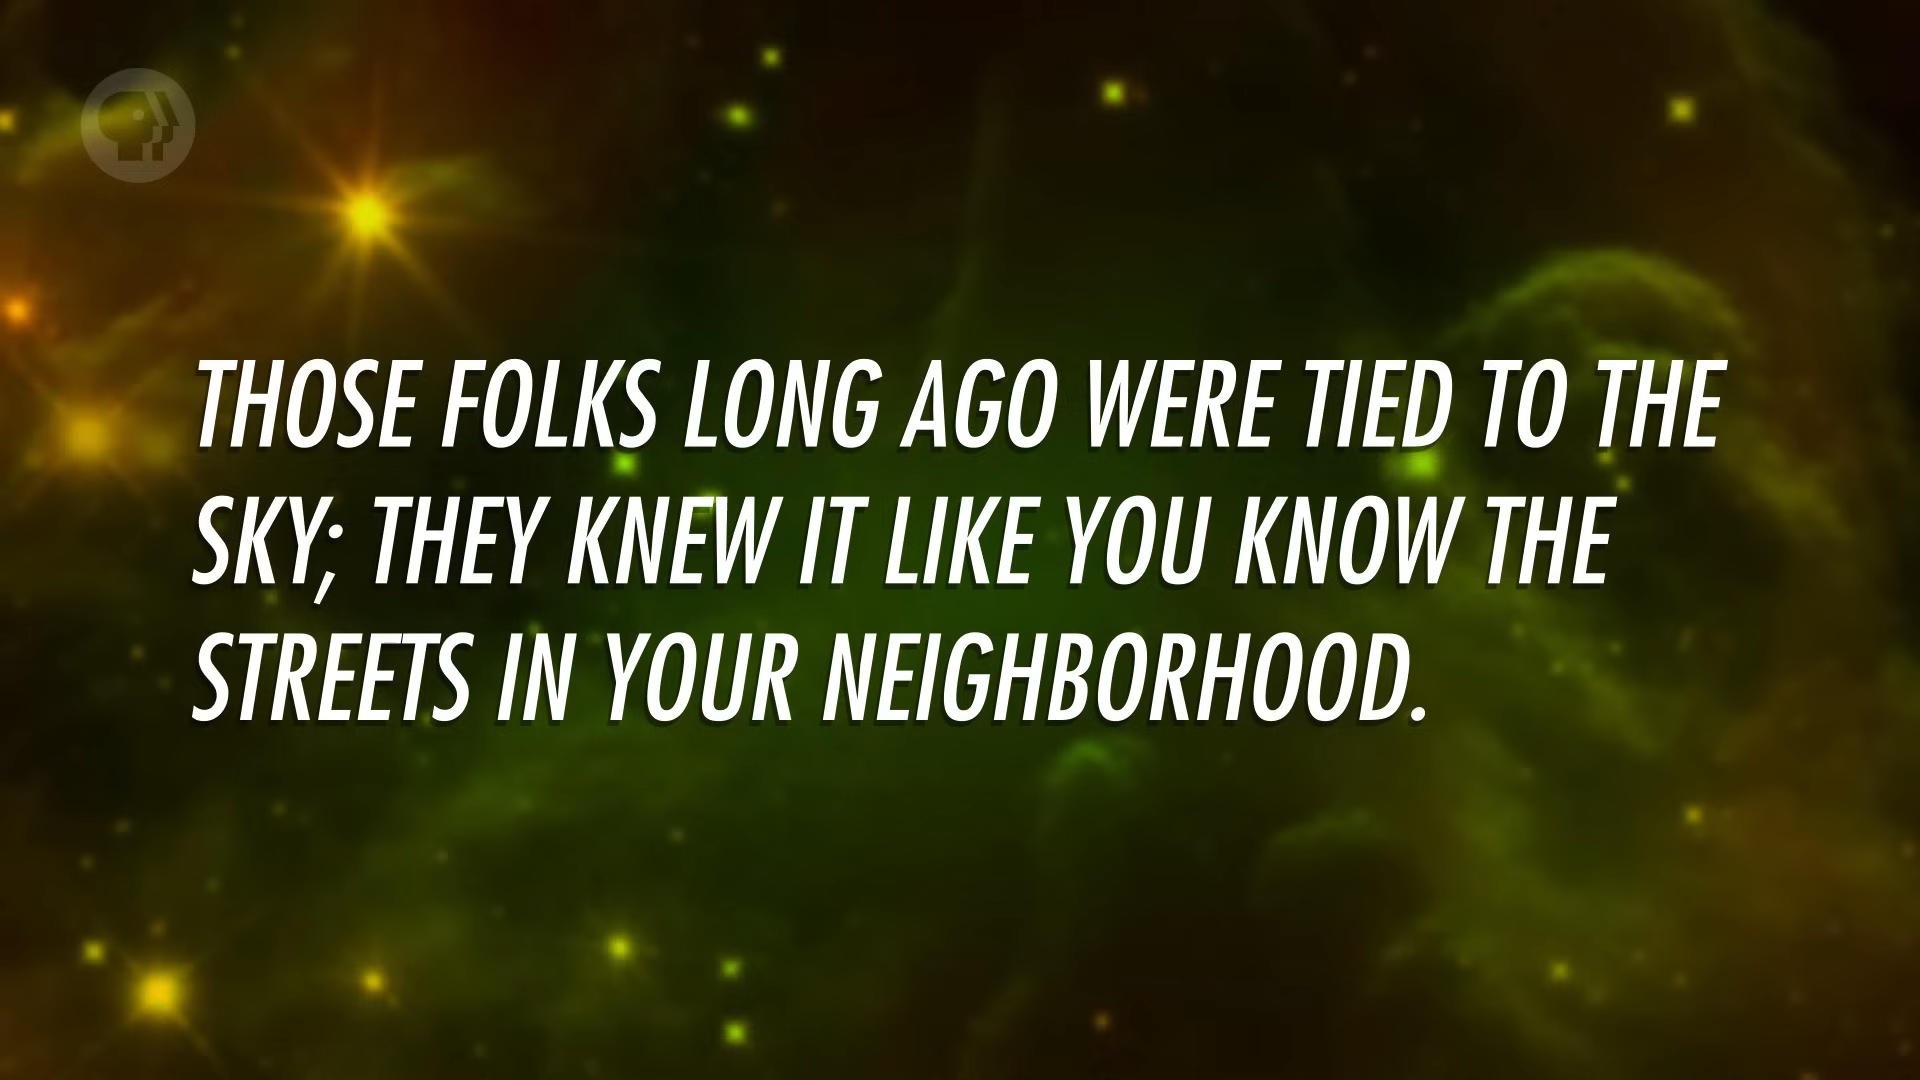 THOSE FOLKS LONG AGO WERE TIED TO THE
SKY; THEY KNEW IT LIKE YOU KNOW THE
STREETS IN YOUR NEIGHBORHOOD.